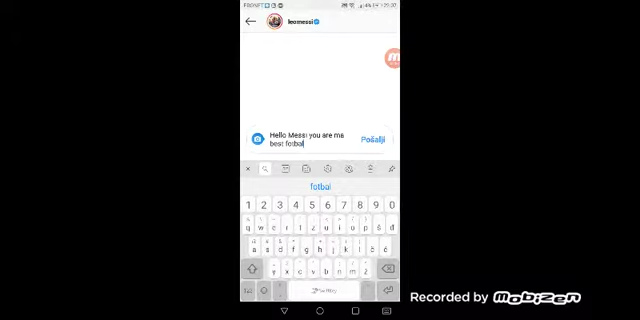 leomessi
Hello Messi you are ma
best fotbal
Pošalji
fotbal
1 2 3 4 5 6 7 8 9 0
q w e r t z u i o p š đ
a s d f g h j k l č ć
y x c v b n m ž
Recorded by mobizen